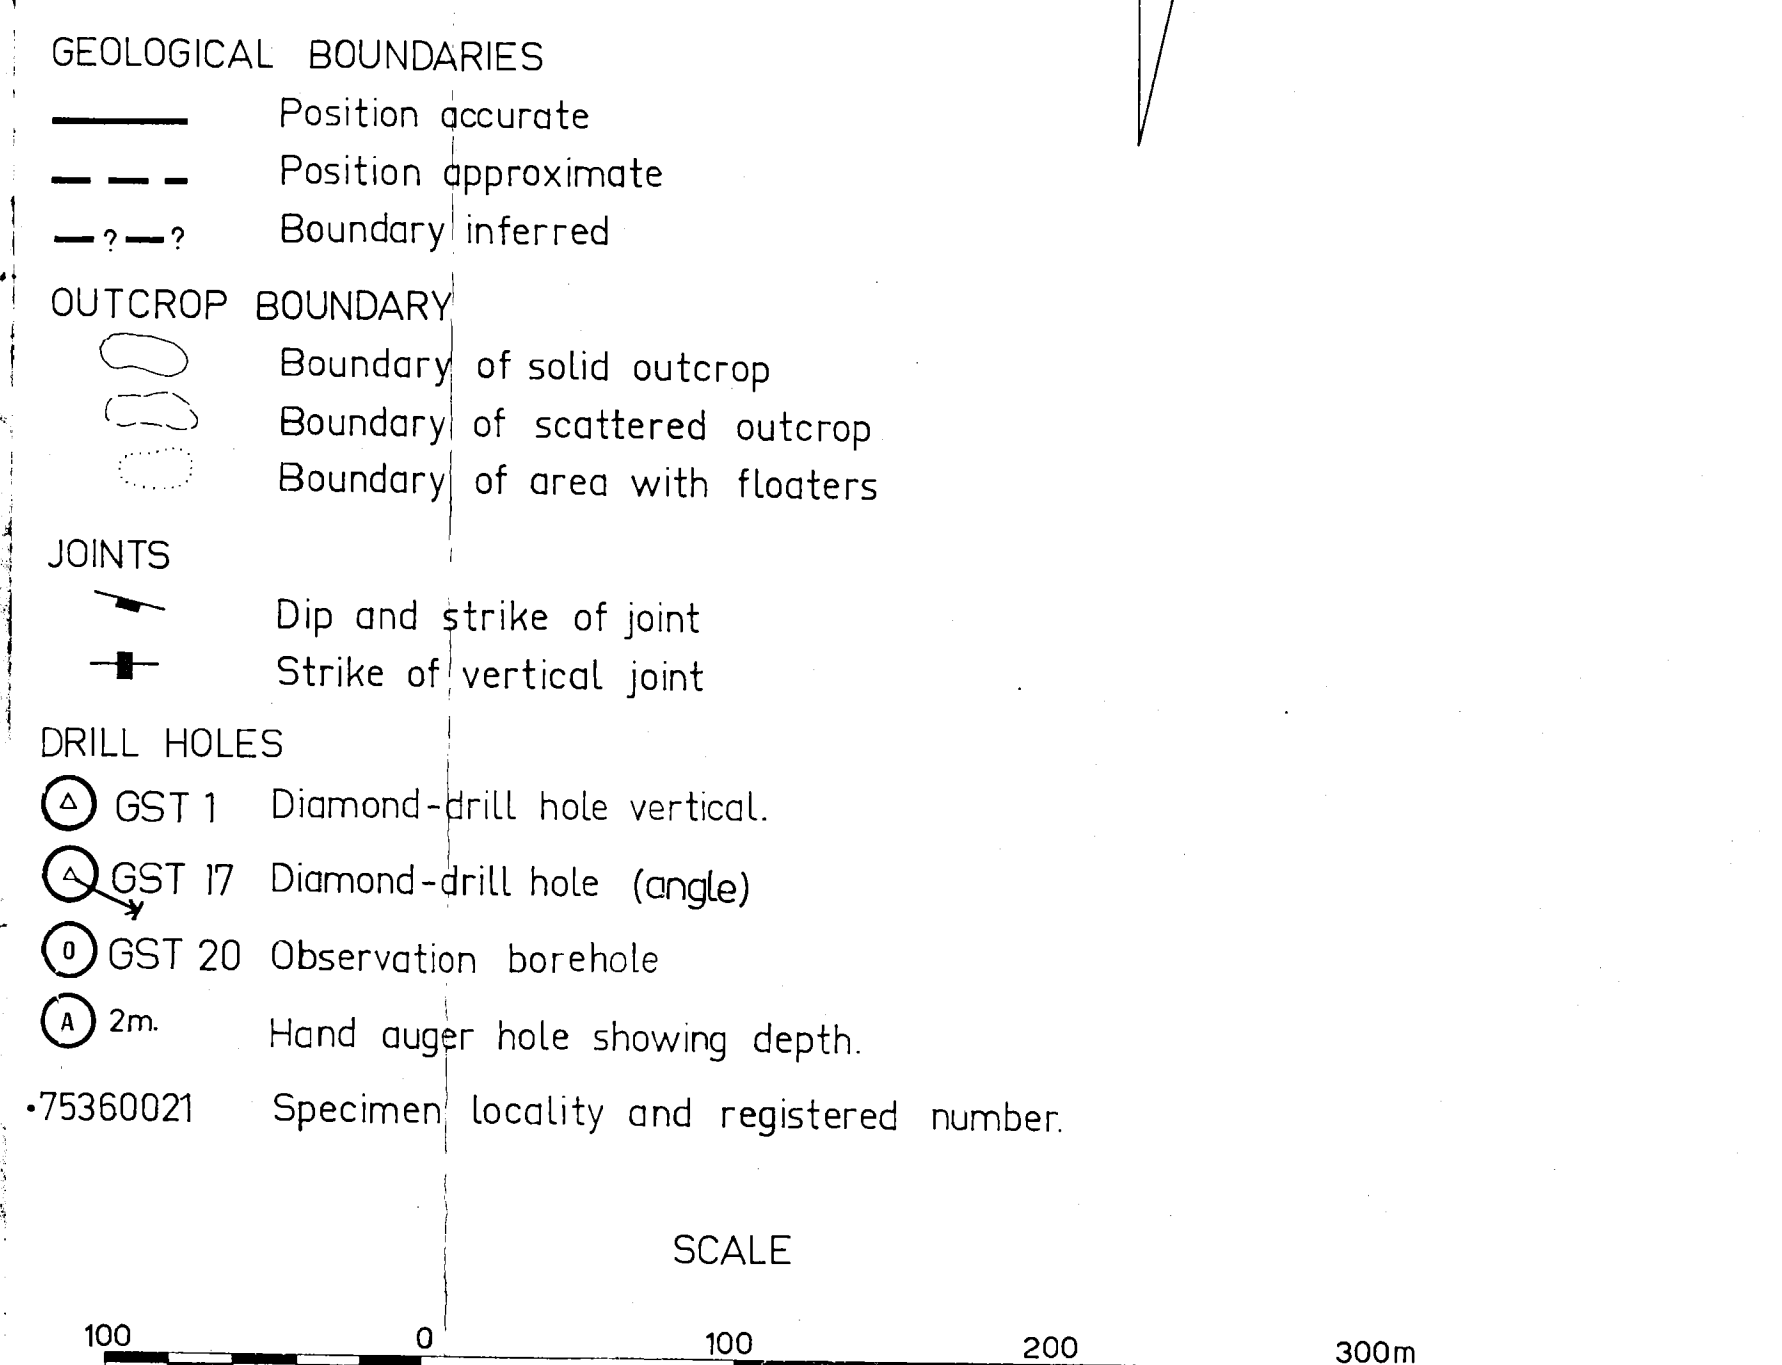 GEOLOGICAL BOUNDARIES
Position accurate
Position approximate
? ? Boundary inferred
OUTCROP BOUNDARY
Boundary of solid outcrop
Boundary of scattered outcrop
Boundary of area with floaters
JOINTS
Dip and strike of joint
Strike of vertical joint
DRILL HOLES
GST 1 Diamond-drill hole vertical.
GST 17 Diamond-drill hole (angle)
O GST 20 Observation borehole
A 2m. Hand auger hole showing depth.
•75360021 Specimen locality and registered number.
SCALE
100 0 100 200 300m